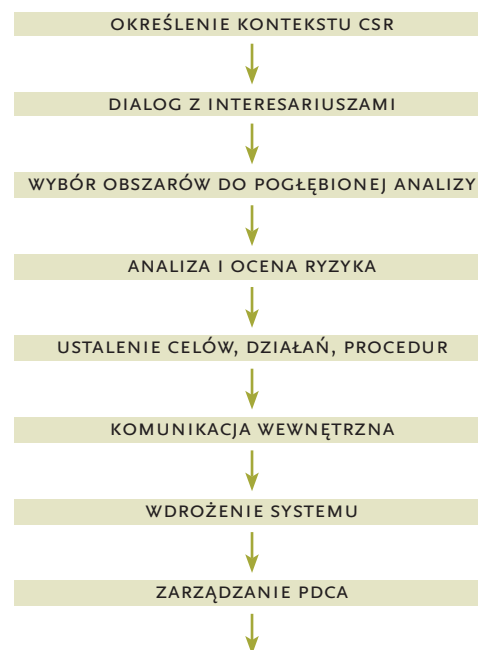 OKREŚLENIE KONTEKSTU CSR
DIALOG Z INTERESARIUSZAMI
WYBÓR OBSZARÓW DO POGŁĘBIONEJ ANALIZY
ANALIZA I OCENA RYZYKA
USTALENIE CELÓW, DZIAŁAŃ, PROCEDUR
KOMUNIKACJA WEWNĘTRZNA
WDROŻENIE SYSTEMU
ZARZĄDZANIE PDCA